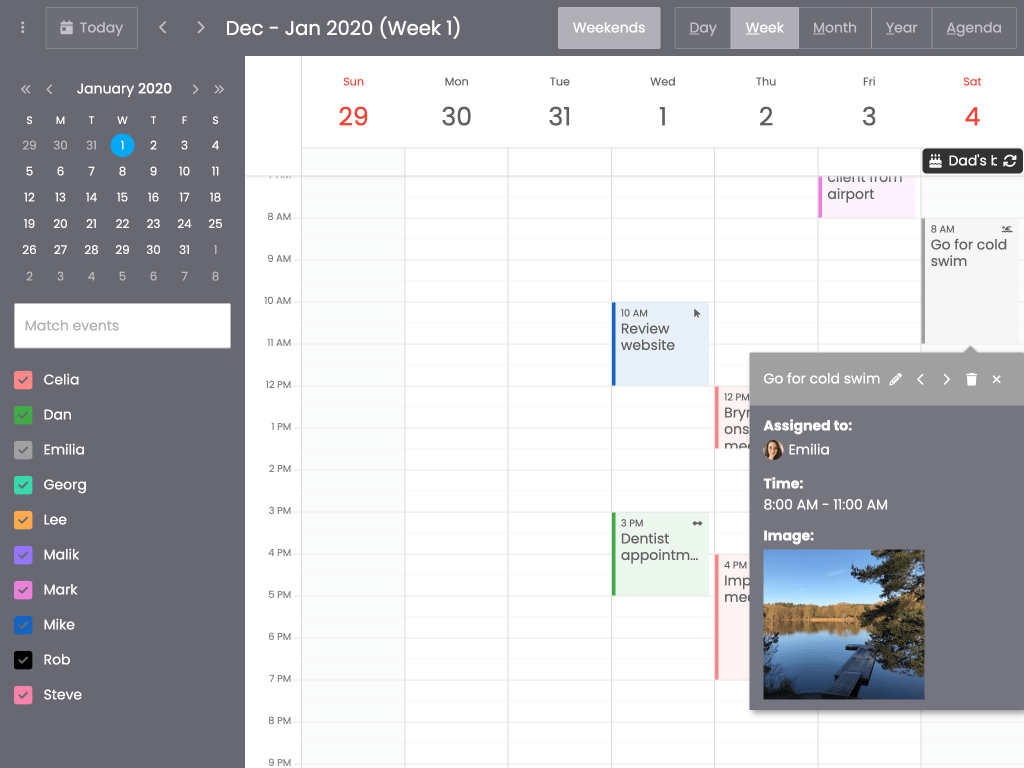 Today
Dec - Jan 2020 (Week 1)
Weekends
Day
Week
Month
Year
Agenda
January 2020
S M T W T F S
29 30 31 1 2 3 4
5 6 7 8 9 10 11
12 13 14 15 16 17 18
19 20 21 22 23 24 25
26 27 28 29 30 31 1
2 3 4 5 6 7 8
Match events
Celia
Dan
Emilia
Georg
Lee
Malik
Mark
Mike
Rob
Steve
Sun Mon Tue Wed Thu Fri Sat
29 30 31 1 2 3 4
Dad's b
8 AM
9 AM
10 AM
11 AM
12 PM
1 PM
2 PM
3 PM
4 PM
5 PM
6 PM
7 PM
8 PM
9 PM
10 AM
Review
website
3 PM
Dentist
appointm...
12 PM
Bryn
ons
mee
4 PM
Imp
mee
client from
airport
8 AM
Go for cold
swim
Go for cold swim
Assigned to:
Emilia
Time:
8:00 AM - 11:00 AM
Image: